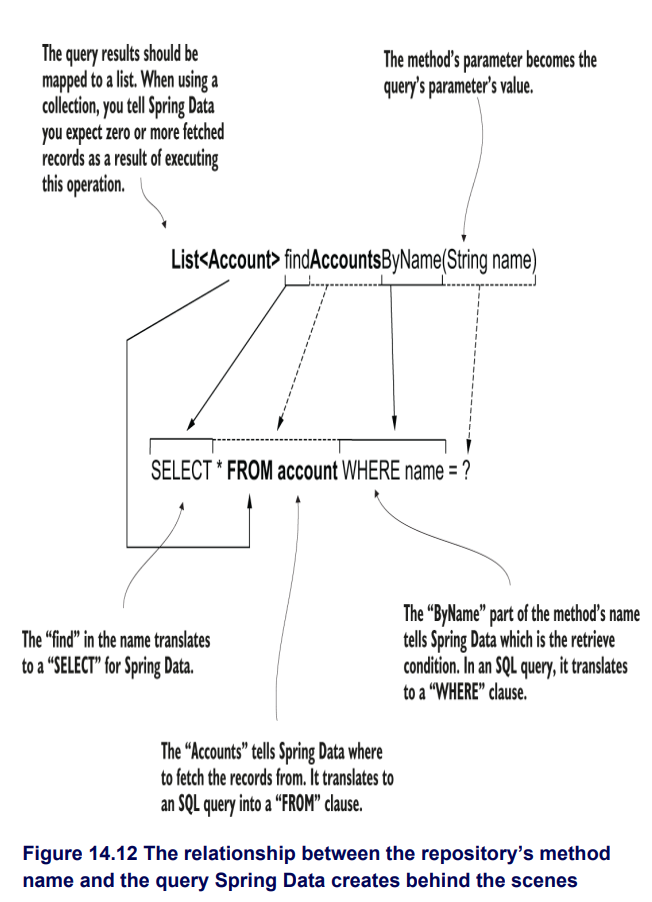 The query results should be
mapped to a list. When using a
collection, you tell Spring Data
you expect zero or more fetched
records as a result of executing
this operation.
The method’s parameter becomes the
query’s parameter’s value.
List<Account> findAccountsByName(String name)
SELECT * FROM account WHERE name = ?
The “find” in the name translates
to a “SELECT” for Spring Data.
The “ByName” part of the method’s name
tells Spring Data which is the retrieve
condition. In an SQL query, it translates
to a “WHERE” clause.
The “Accounts” tells Spring Data where
to fetch the records from. It translates to
an SQL query into a “FROM” clause.
Figure 14.12 The relationship between the repository’s method
name and the query Spring Data creates behind the scenes